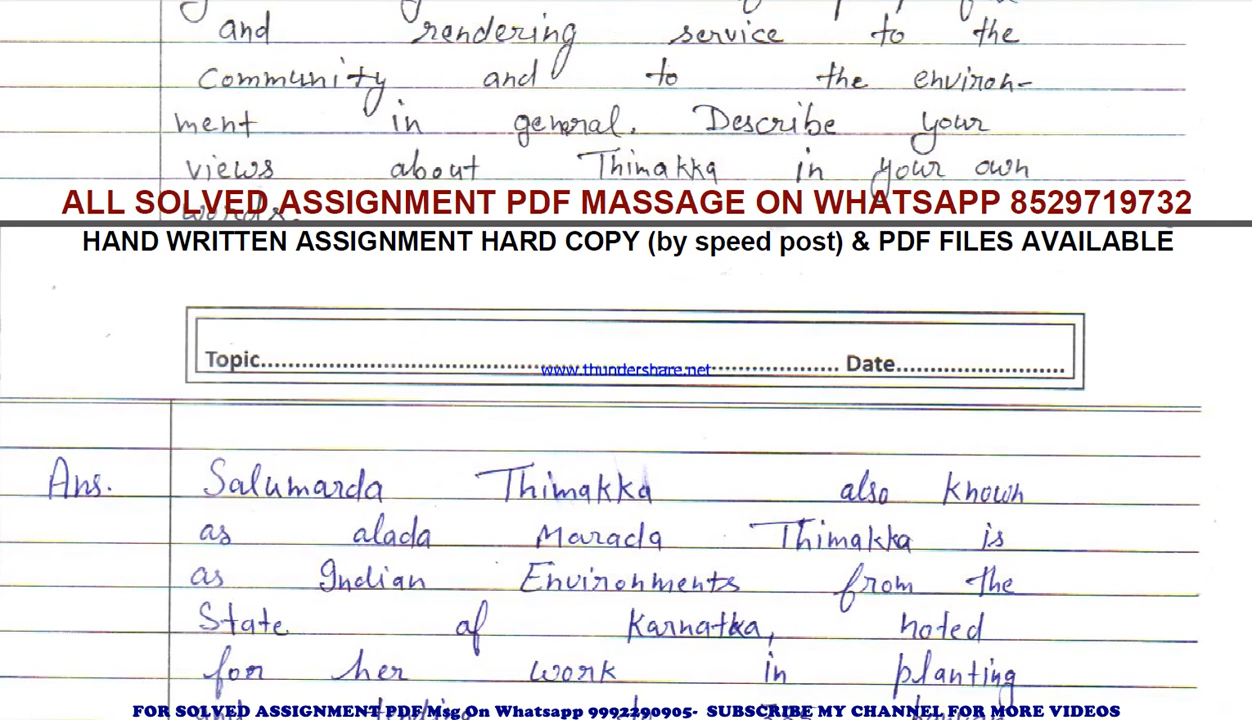 and rendering service to the
Community and to the environ-
ment in general. Describe your
views about Thimakka in your own
words.
ALL SOLVED ASSIGNMENT PDF MASSAGE ON WHATSAPP 8529719732
HAND WRITTEN ASSIGNMENT HARD COPY (by speed post) & PDF FILES AVAILABLE
Topic.......................................... www.thundershare.net ................... Date.........................
Ans. Salumarda Thimakka also known
as alada Marada Thimakka is
as Indian Environments from the
State of Karnatka, noted
for her work in planting
FOR SOLVED ASSIGNMENT PDF Msg On Whatsapp 9992290905- SUBSCRIBE MY CHANNEL FOR MORE VIDEOS